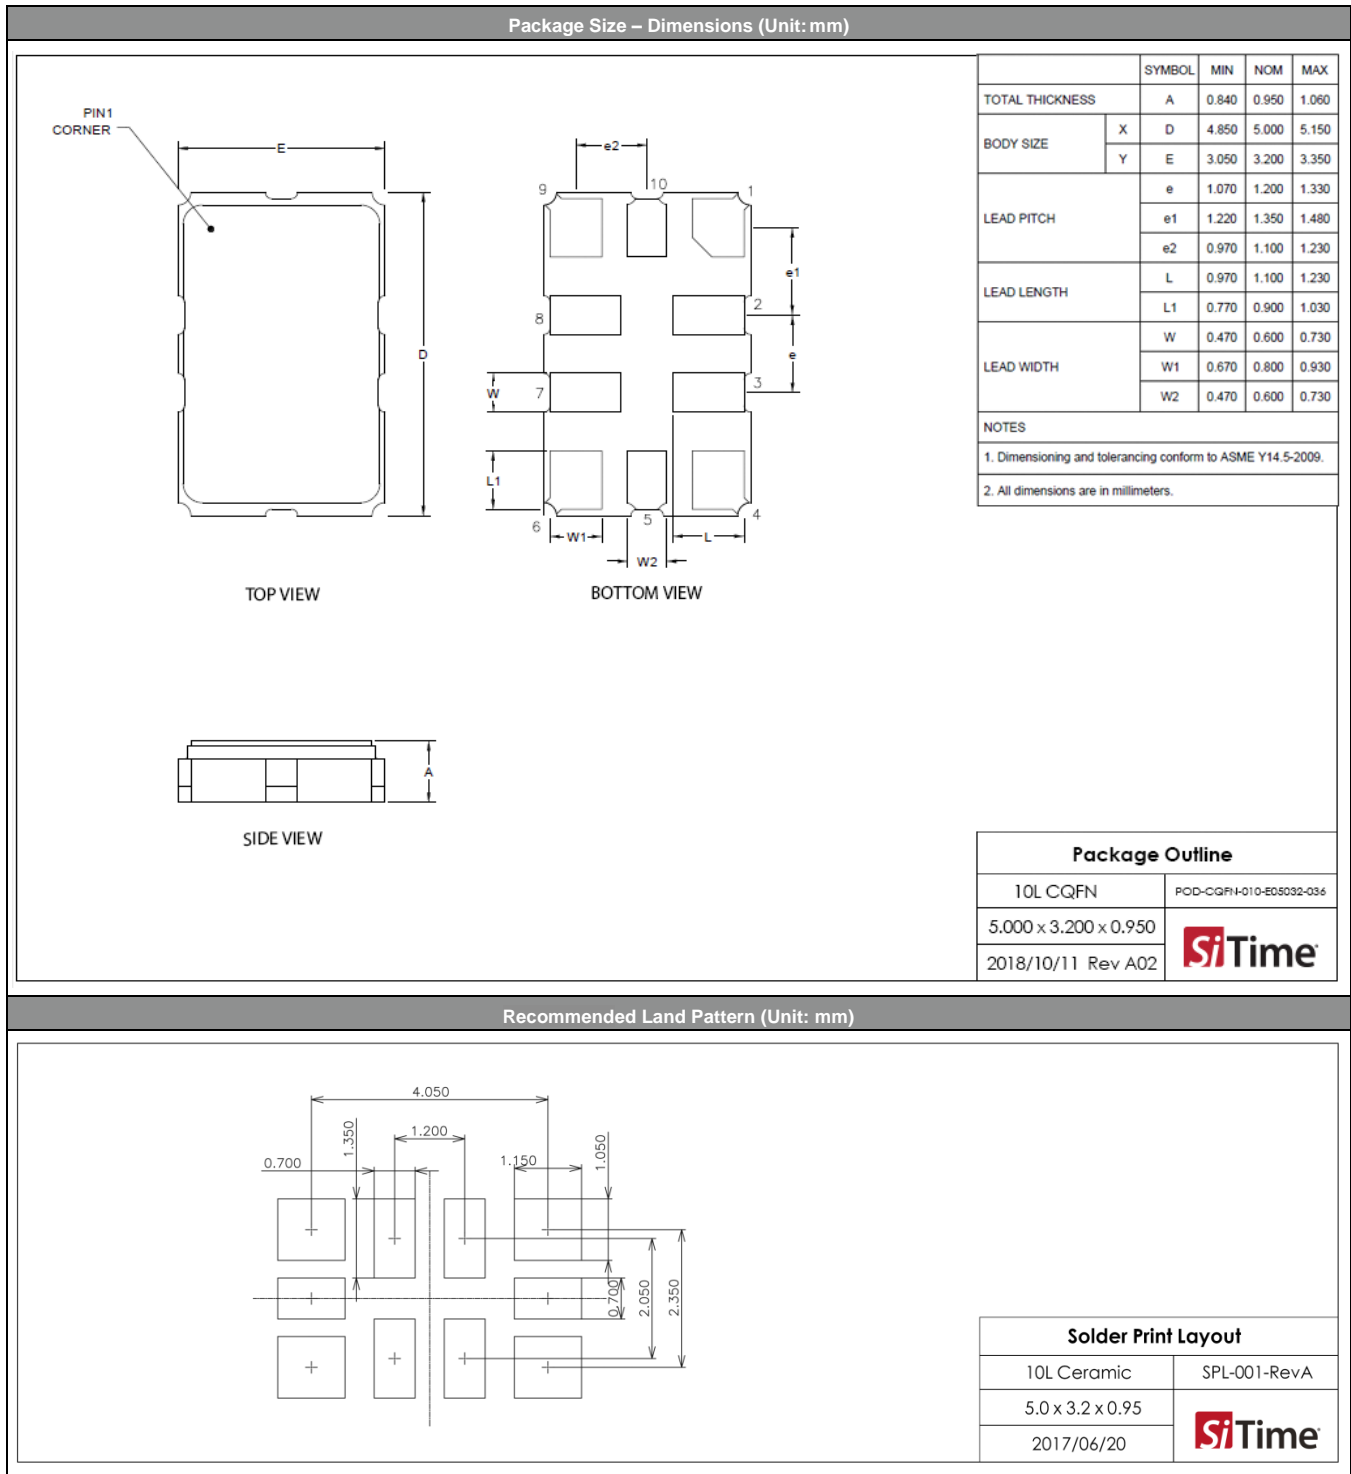 Package Size – Dimensions (Unit: mm)
PIN1
CORNER
E
D
TOP VIEW
e2
9
10
1
e1
8
2
e
W
7
3
L1
6
5
4
W1
W2
L
BOTTOM VIEW
A
SIDE VIEW
SYMBOL MIN NOM MAX
TOTAL THICKNESS A 0.840 0.950 1.060
BODY SIZE X D 4.850 5.000 5.150
Y E 3.050 3.200 3.350
LEAD PITCH e 1.070 1.200 1.330
e1 1.220 1.350 1.480
e2 0.970 1.100 1.230
LEAD LENGTH L 0.970 1.100 1.230
L1 0.770 0.900 1.030
LEAD WIDTH W 0.470 0.600 0.730
W1 0.670 0.800 0.930
W2 0.470 0.600 0.730
NOTES
1. Dimensioning and tolerancing conform to ASME Y14.5-2009.
2. All dimensions are in millimeters.
Package Outline
10L CQFN POD-CQFN-010-E05032-036
5.000 x 3.200 x 0.950
2018/10/11 Rev A02
SiTime
Recommended Land Pattern (Unit: mm)
4.050
1.350
1.200
0.700
1.150
1.050
0.700
2.050
2.350
Solder Print Layout
10L Ceramic SPL-001-RevA
5.0 x 3.2 x 0.95
2017/06/20
SiTime